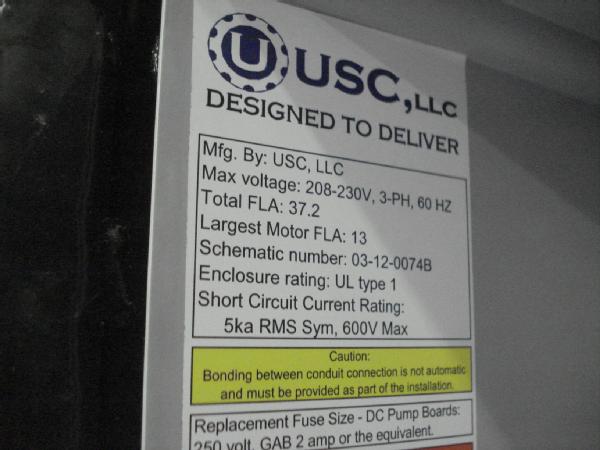 U USC, LLC
DESIGNED TO DELIVER
Mfg. By: USC, LLC
Max voltage: 208-230V, 3-PH, 60 HZ
Total FLA: 37.2
Largest Motor FLA: 13
Schematic number: 03-12-0074B
Enclosure rating: UL type 1
Short Circuit Current Rating:
5ka RMS Sym, 600V Max
Caution:
Bonding between conduit connection is not automatic
and must be provided as part of the installation.
Replacement Fuse Size - DC Pump Boards:
250 volt, GAB 2 amp or the equivalent.